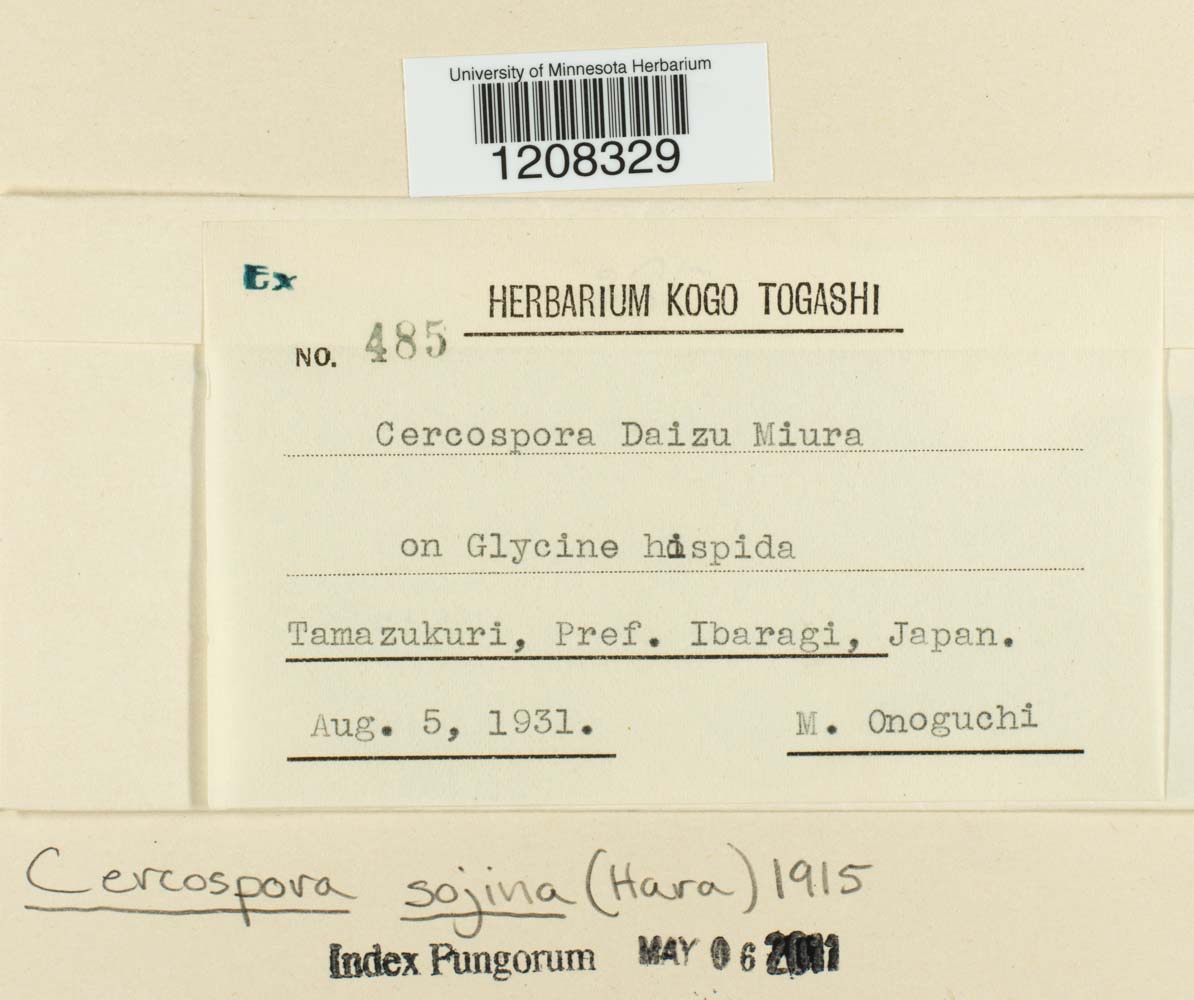 University of Minnesota Herbarium
1208329
Ex
HERBARIUM KOGO TOGASHI
NO. 485
Cercospora Daizu Miura
on Glycine hispida
Tamazukuri, Pref. Ibaragi, Japan.
Aug. 5, 1931. M. Onoguchi
Cercospora sojina (Hara) 1915
Index Fungorum MAY 06 2011